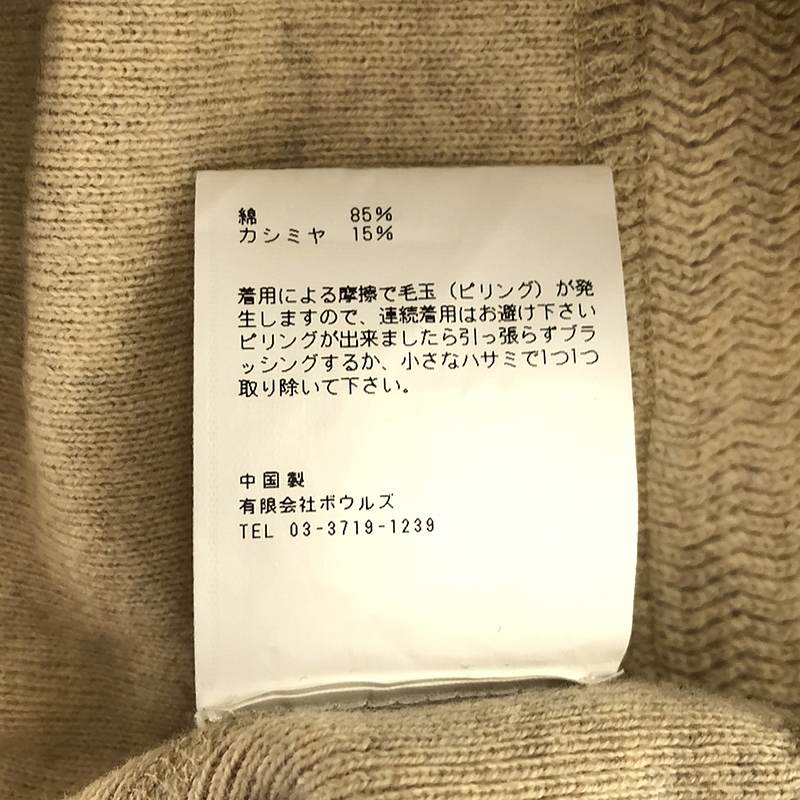 綿 85%
カシミヤ 15%
着用による摩擦で毛玉（ピリング）が発
生しますので、連続着用はお避け下さい
ピリングが出来ましたら引っ張らずブラ
ッシングするか、小さなハサミで1つ1つ
取り除いて下さい。
中国製
有限会社ボウルズ
TEL 03-3719-1239